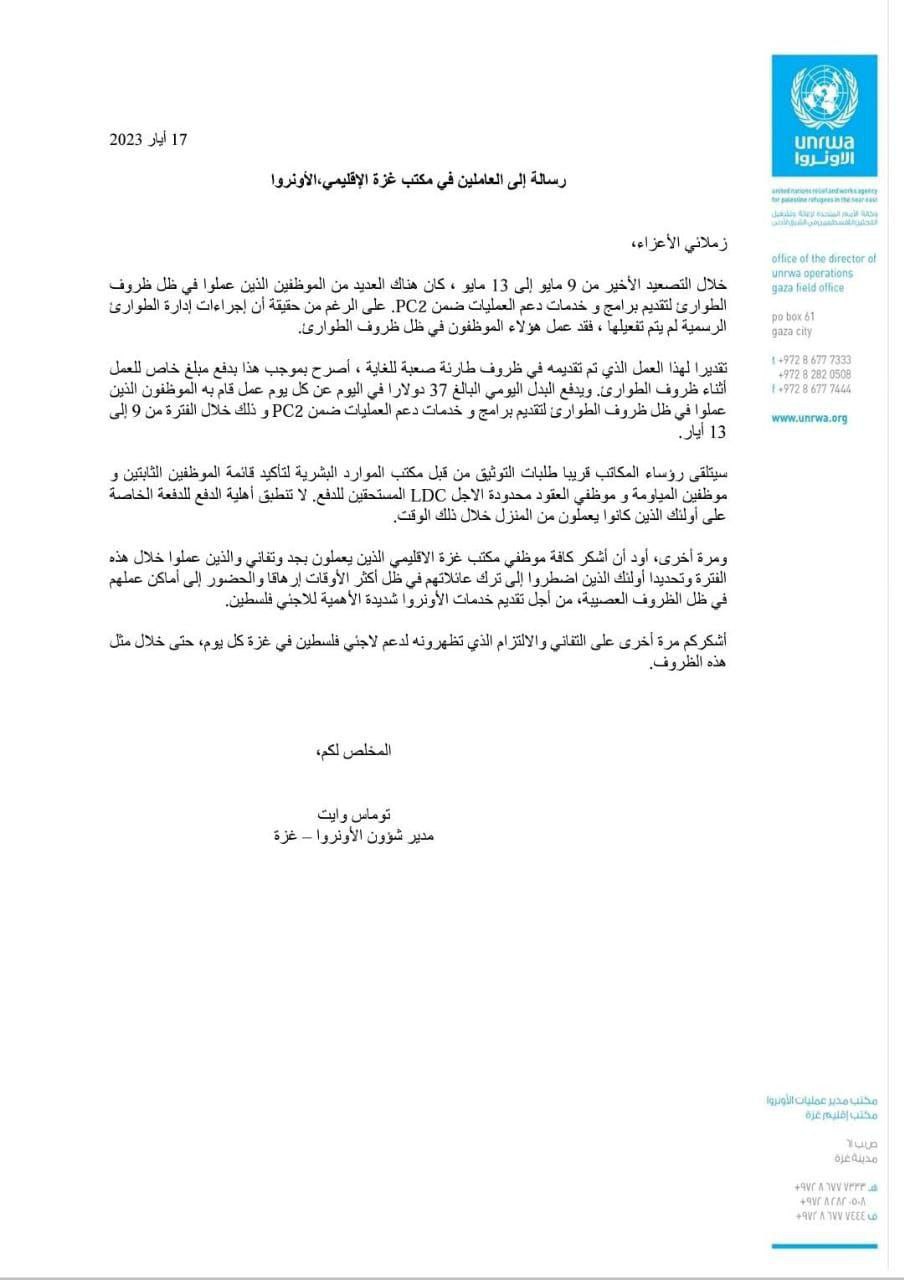 unrwa
الاونروا
united nations relief and works agency
for palestine refugees in the near east
وكالة الأمم المتحدة لإغاثة وتشغيل
اللاجئين الفلسطينيين في الشرق الأدنى
office of the director of
unrwa operations
gaza field office
po box 61
gaza city
t +972 8 677 7333
+972 8 282 0508
f +972 8 677 7444
www.unrwa.org
17 أيار 2023
رسالة إلى العاملين في مكتب غزة الإقليمي،الأونروا
زملائي الأعزاء،
خلال التصعيد الأخير من 9 مايو إلى 13 مايو ، كان هناك العديد من الموظفين الذين عملوا في ظل ظروف
الطوارئ لتقديم برامج و خدمات دعم العمليات ضمن PC2. على الرغم من حقيقة أن إجراءات إدارة الطوارئ
الرسمية لم يتم تفعيلها ، فقد عمل هؤلاء الموظفون في ظل ظروف الطوارئ.
تقديرا لهذا العمل الذي تم تقديمه في ظروف طارئة صعبة للغاية ، أصرح بموجب هذا بدفع مبلغ خاص للعمل
أثناء ظروف الطوارئ. ويدفع البدل اليومي البالغ 37 دولارا في اليوم عن كل يوم عمل قام به الموظفون الذين
عملوا في ظل ظروف الطوارئ لتقديم برامج و خدمات دعم العمليات ضمن PC2 و ذلك خلال الفترة من 9 إلى
13 أيار.
سيتلقى رؤساء المكاتب قريبا طلبات التوثيق من قبل مكتب الموارد البشرية لتأكيد قائمة الموظفين الثابتين و
موظفين المياومة و موظفي العقود محدودة الاجل LDC المستحقين للدفع. لا تنطبق أهلية الدفع للدفعة الخاصة
على أولئك الذين كانوا يعملون من المنزل خلال ذلك الوقت.
ومرة أخرى، أود أن أشكر كافة موظفي مكتب غزة الاقليمي الذين يعملون بجد وتفاني والذين عملوا خلال هذه
الفترة وتحديدا أولئك الذين اضطروا إلى ترك عائلاتهم في ظل أكثر الأوقات إرهاقا والحضور إلى أماكن عملهم
في ظل الظروف العصيبة، من أجل تقديم خدمات الأونروا شديدة الأهمية للاجئي فلسطين.
أشكركم مرة أخرى على التفاني والالتزام الذي تظهرونه لدعم لاجئي فلسطين في غزة كل يوم، حتى خلال مثل
هذه الظروف.
المخلص لكم،
توماس وايت
مدير شؤون الأونروا – غزة
مكتب مدير عمليات الأونروا
مكتب إقليم غزة
ص.ب ٦١
مدينة غزة
هـ ٧٣٣٣ ٦٧٧ ٨ ٩٧٢+
٠٥٠٨ ٢٨٢ ٨ ٩٧٢+
ف ٧٤٤٤ ٦٧٧ ٨ ٩٧٢+